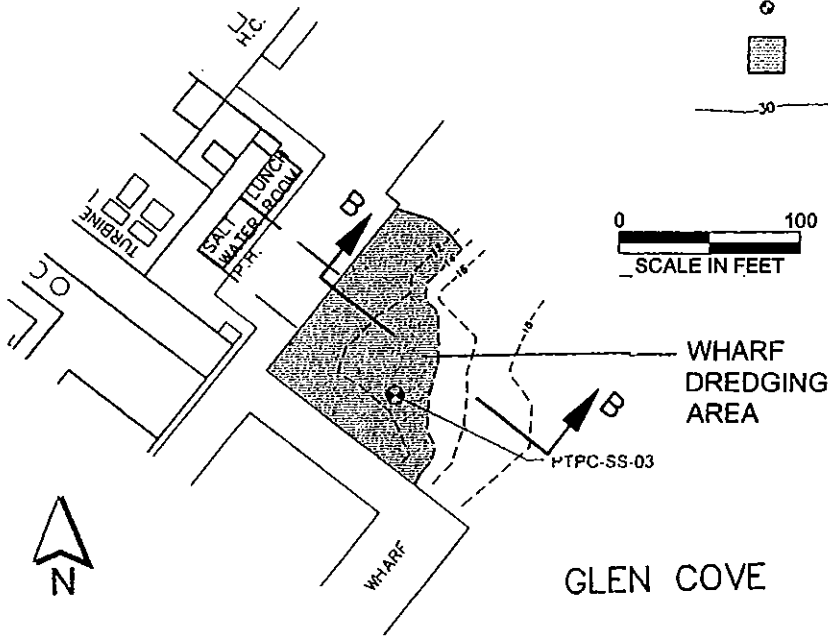 H.C.
30
LUNCH
ROOM
SALT
WATER
P.H.
TURBINE
B
0 100
SCALE IN FEET
15
WHARF
DREDGING
AREA
B
PTPC-SS-03
N
WHARF
GLEN COVE